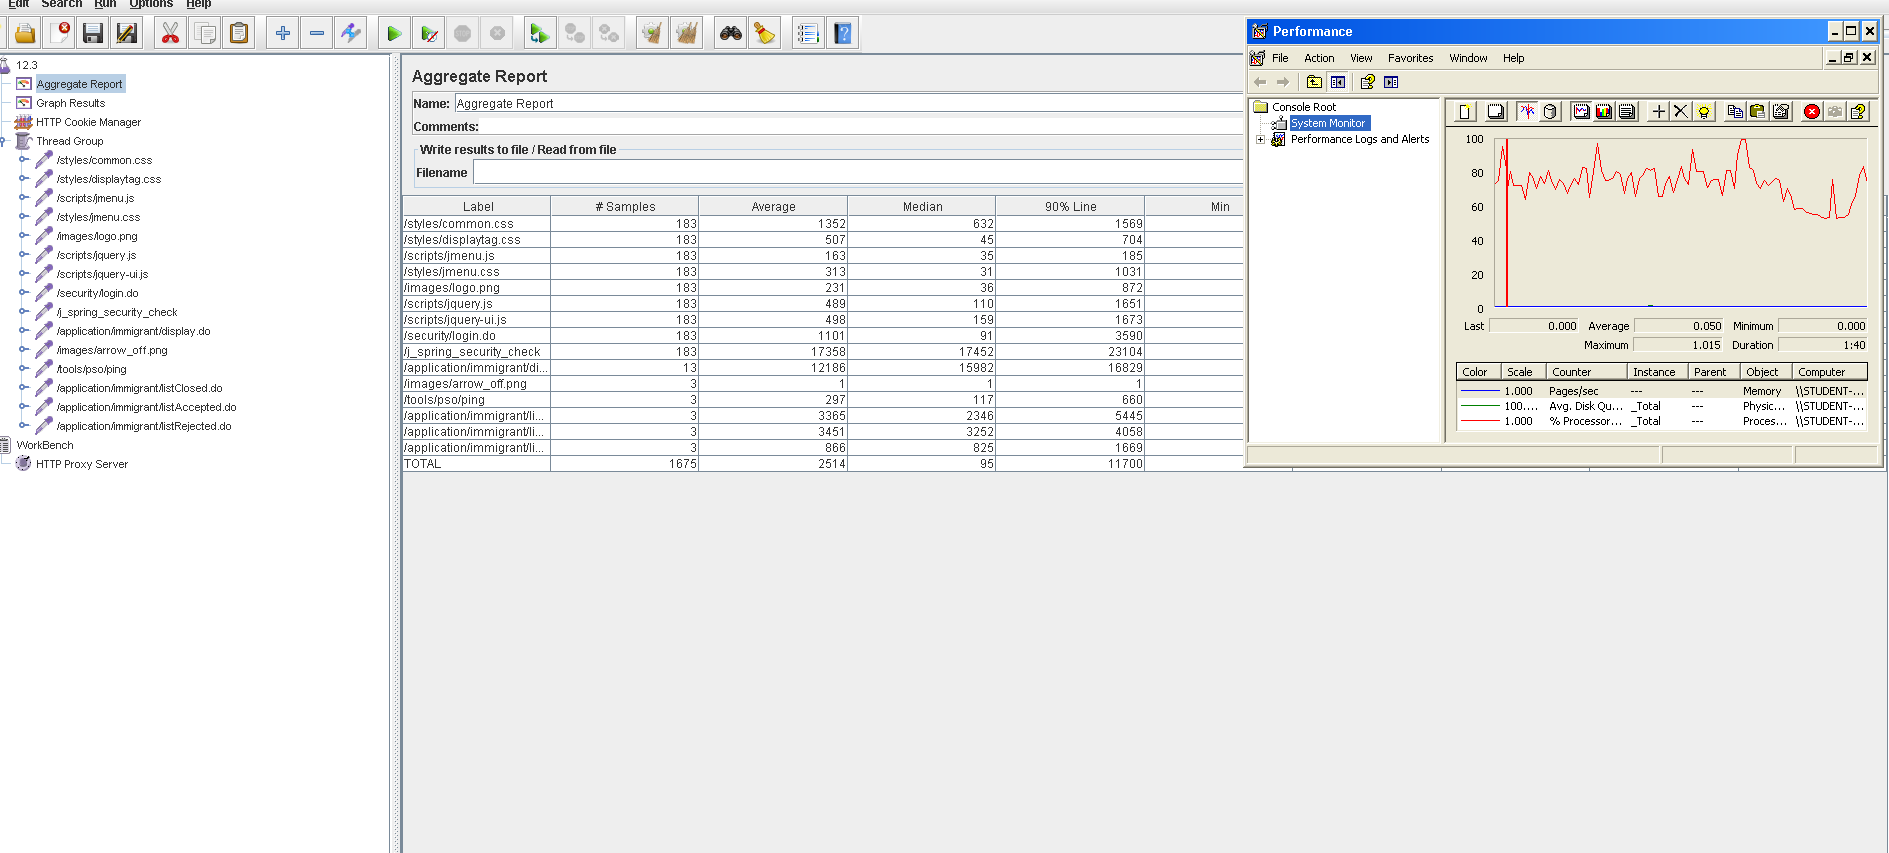 Edit Search Run Options Help
12.3
Aggregate Report
Graph Results
HTTP Cookie Manager
Thread Group
/styles/common.css
/styles/displaytag.css
/scripts/jmenu.js
/styles/jmenu.css
/images/logo.png
/scripts/jquery.js
/scripts/jquery-ui.js
/security/login.do
/j_spring_security_check
/application/immigrant/display.do
/images/arrow_off.png
/tools/pso/ping
/application/immigrant/listClosed.do
/application/immigrant/listAccepted.do
/application/immigrant/listRejected.do
WorkBench
HTTP Proxy Server
Aggregate Report
Name: Aggregate Report
Comments:
Write results to file / Read from file
Filename
Label # Samples Average Median 90% Line Min
/styles/common.css 183 1352 632 1569
/styles/displaytag.css 183 507 45 704
/scripts/jmenu.js 183 163 35 185
/styles/jmenu.css 183 313 31 1031
/images/logo.png 183 231 36 872
/scripts/jquery.js 183 489 110 1651
/scripts/jquery-ui.js 183 498 159 1673
/security/login.do 183 1101 91 3590
/j_spring_security_check 183 17358 17452 23104
/application/immigrant/di... 13 12186 15982 16829
/images/arrow_off.png 3 1 1 1
/tools/pso/ping 3 297 117 660
/application/immigrant/li... 3 3365 2346 5445
/application/immigrant/li... 3 3451 3252 4058
/application/immigrant/li... 3 866 825 1669
TOTAL 1675 2514 95 11700
Performance
File Action View Favorites Window Help
Console Root
System Monitor
Performance Logs and Alerts
100
80
60
40
20
0
Last 0.000 Average 0.050 Minimum 0.000
Maximum 1.015 Duration 1:40
Color Scale Counter Instance Parent Object Computer
1.000 Pages/sec --- --- Memory \\STUDENT-...
100.... Avg. Disk Qu... _Total --- Physic... \\STUDENT-...
1.000 % Processor... _Total --- Proces... \\STUDENT-...